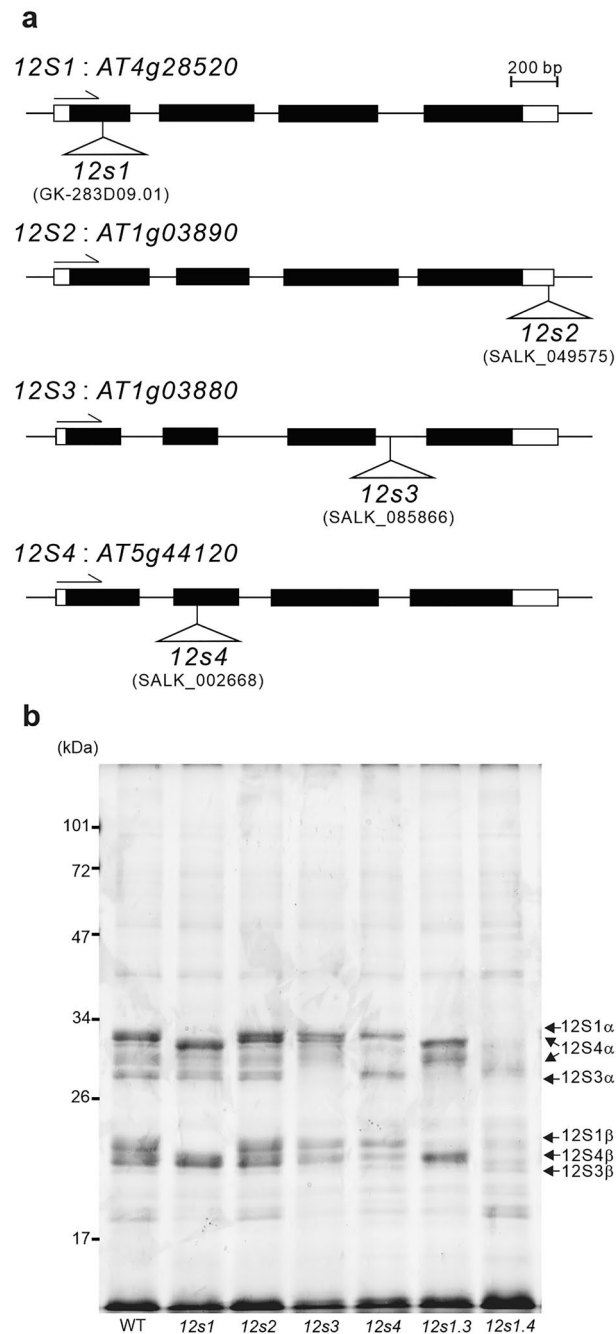 a
12S1 : AT4g28520
200 bp
12s1
(GK-283D09.01)
12S2 : AT1g03890
12s2
(SALK_049575)
12S3 : AT1g03880
12s3
(SALK_085866)
12S4 : AT5g44120
12s4
(SALK_002668)
b
(kDa)
101
72
47
34
26
17
12S1α
12S4α
12S3α
12S1β
12S4β
12S3β
WT 12s1 12s2 12s3 12s4 12s1.3 12s1.4